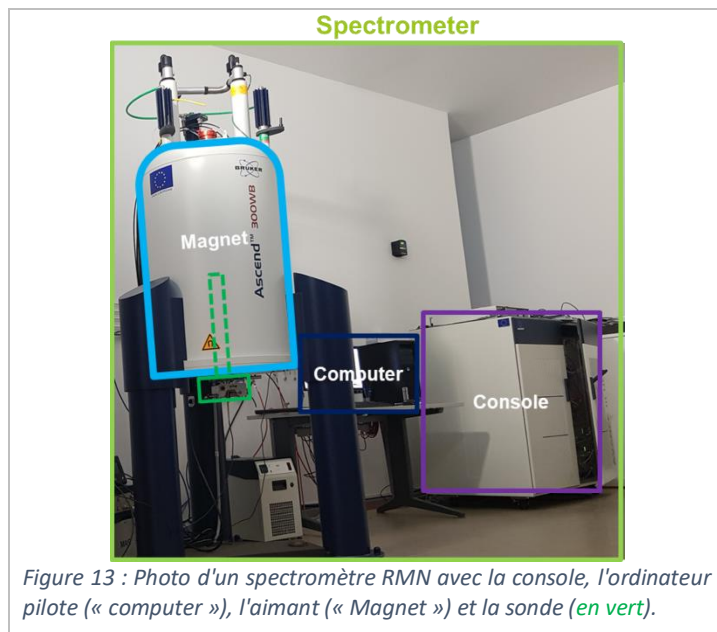 Spectrometer
BRUKER
Ascend™ 300WB
Magnet
Computer
Console
Figure 13 : Photo d'un spectromètre RMN avec la console, l'ordinateur
pilote (« computer »), l'aimant (« Magnet ») et la sonde (en vert).